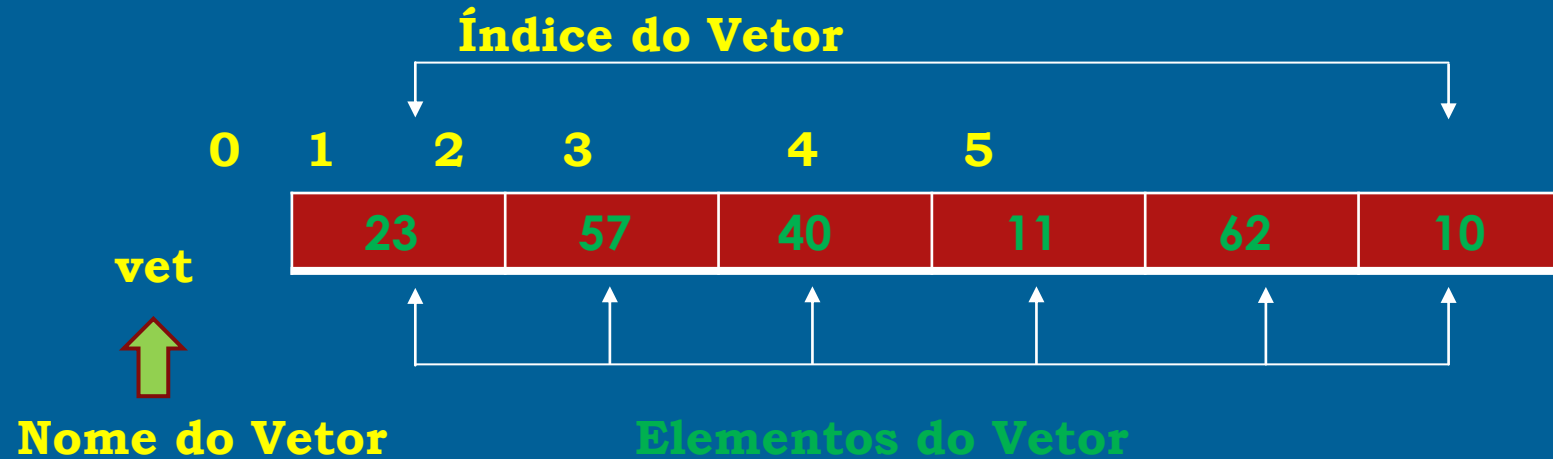 Índice do Vetor
0 1 2 3 4 5
23 57 40 11 62 10
vet
Nome do Vetor Elementos do Vetor